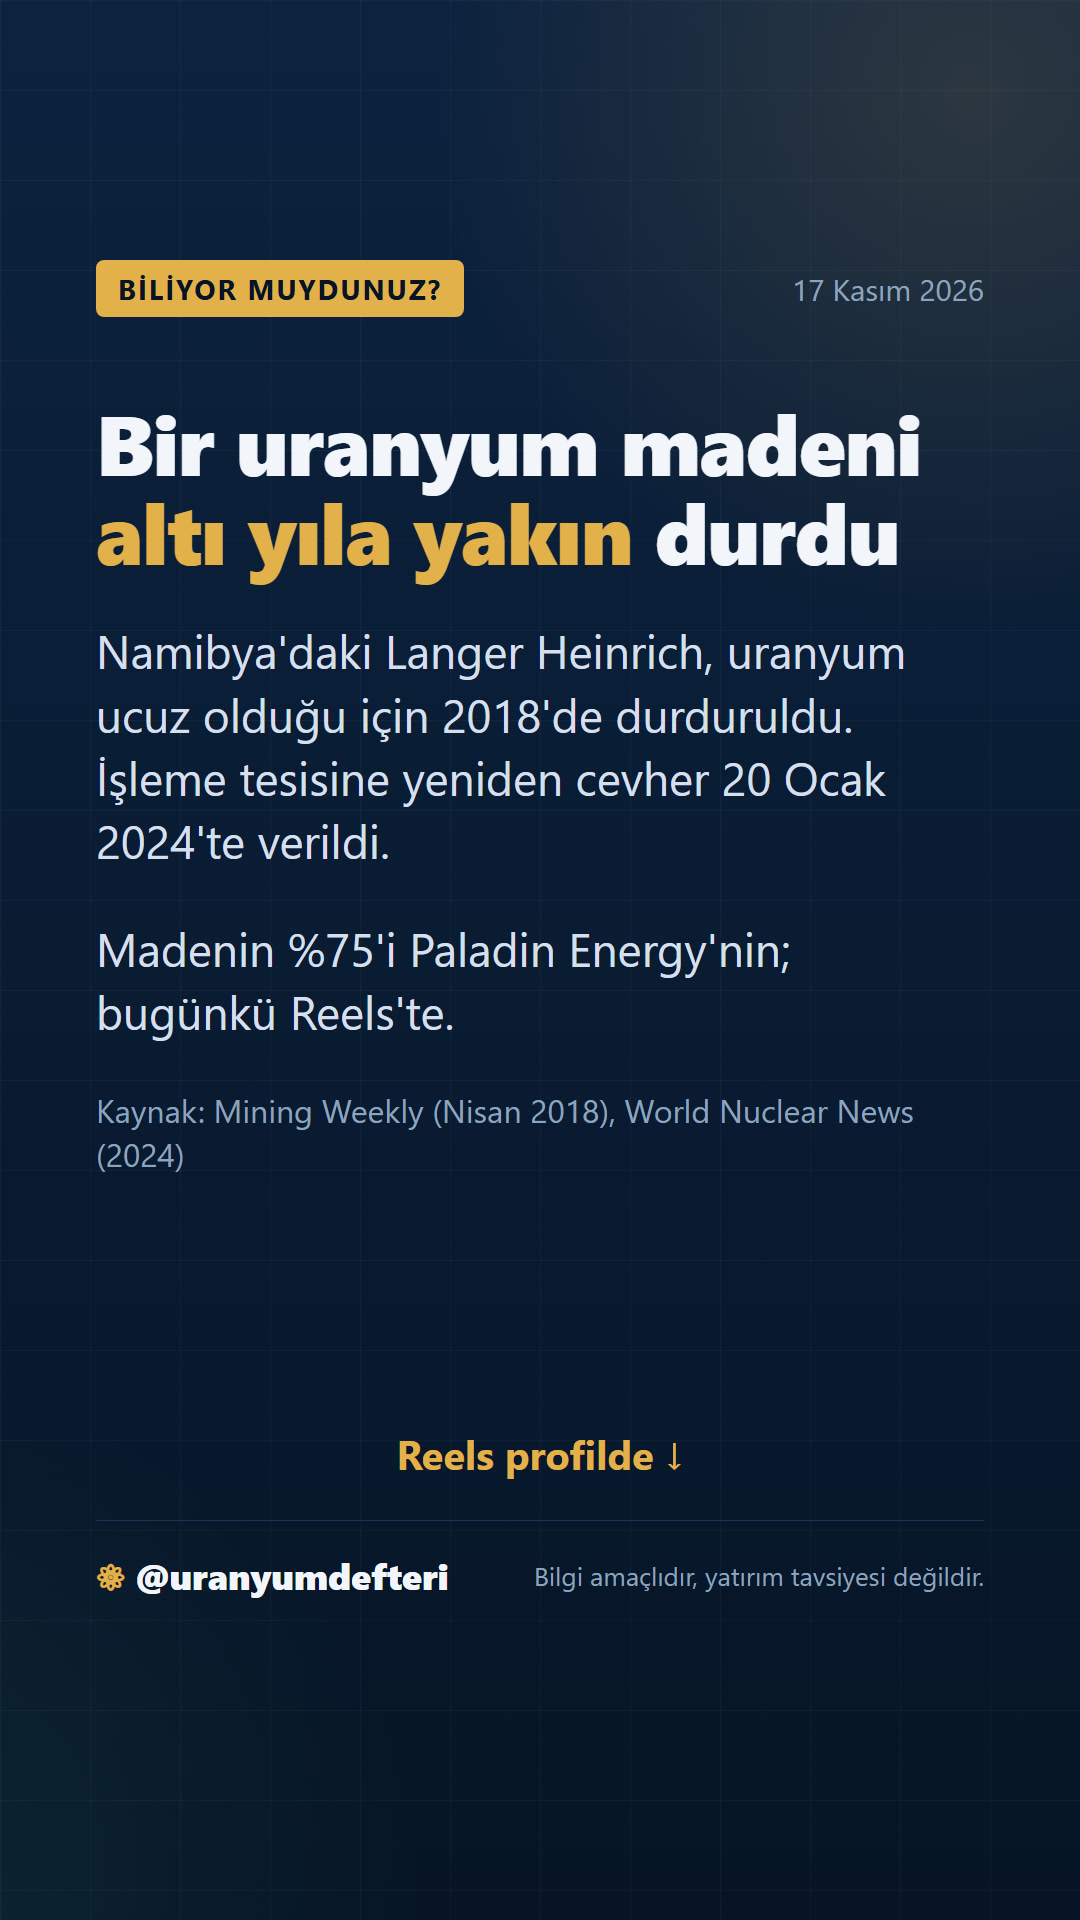 BİLİYOR MUYDUNUZ?
17 Kasım 2026
Bir uranyum madeni
altı yıla yakın durdu
Namibya'daki Langer Heinrich, uranyum
ucuz olduğu için 2018'de durduruldu.
İşleme tesisine yeniden cevher 20 Ocak
2024'te verildi.
Madenin %75'i Paladin Energy'nin;
bugünkü Reels'te.
Kaynak: Mining Weekly (Nisan 2018), World Nuclear News
(2024)
Reels profilde ↓
@uranyumdefteri
Bilgi amaçlıdır, yatırım tavsiyesi değildir.